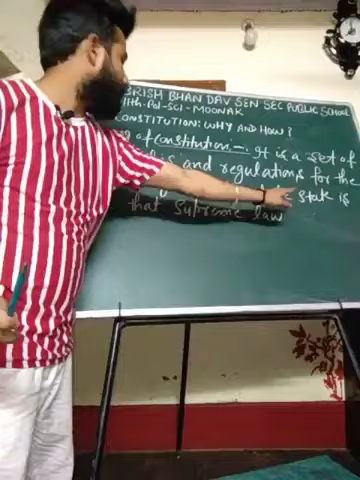 BRISH BHAN DAV SEN SEC PUBLIC SCHOOL
11th-Pol-SCI-MOONAK
CONSTITUTION: WHY AND HOW?
of constitution - It is a set of
and regulations for the
state is
that supreme law